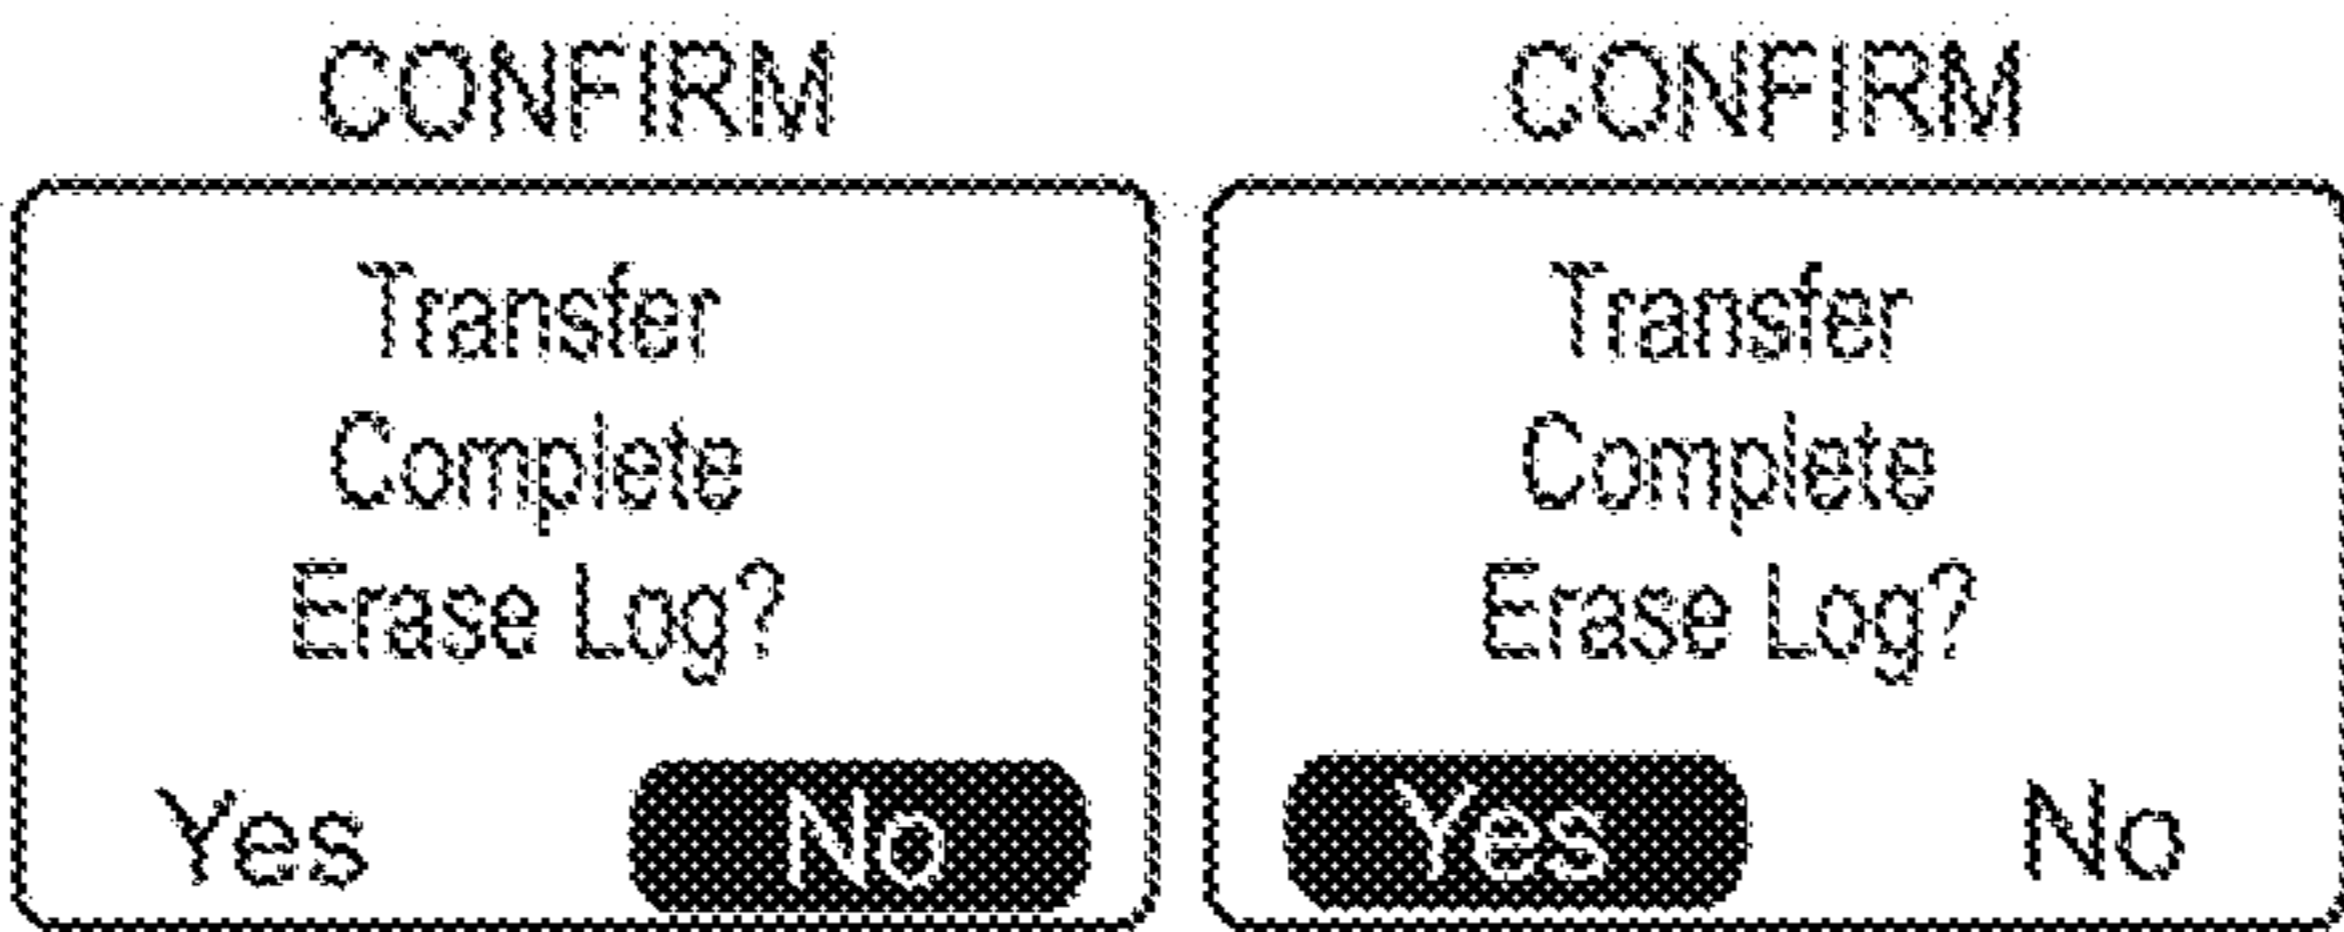 CONFIRM
Transfer
Complete
Erase Log?
Yes No
CONFIRM
Transfer
Complete
Erase Log?
Yes No